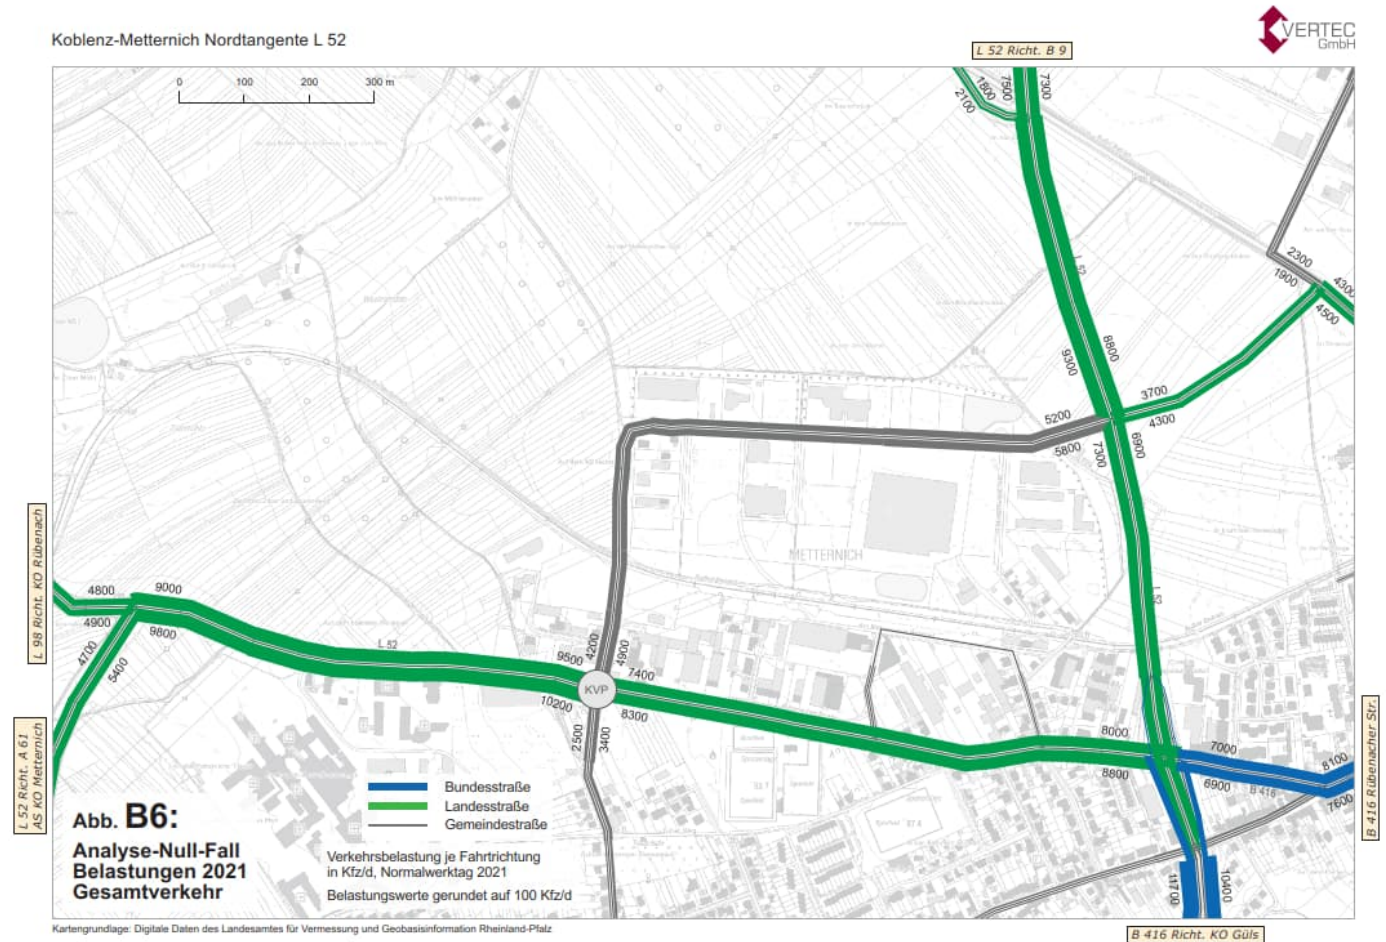 Koblenz-Metternich Nordtangente L 52
VERTEC
GmbH
L 52 Richt. B 9
0 100 200 300 m
1800
2100
7500
7300
L 52
2300
1900
4300
4500
8800
9300
3700
4300
5200
5800
7300
6900
METTERNICH
L 98 Richt. KO Rübenach
4800
9000
4900
9800
4700
5400
L 52
9500
4200
4900
7400
KVP
10200
8300
2500
3400
L 52
8000
8800
7000
6900
B 416
8100
7600
11700
10400
L 52 Richt. A 61
AS KO Metternich
B 416 Rübenacher Str.
Bundesstraße
Landesstraße
Gemeindestraße
Abb. B6:
Analyse-Null-Fall
Belastungen 2021
Gesamtverkehr
Verkehrsbelastung je Fahrtrichtung
in Kfz/d, Normalwerktag 2021
Belastungswerte gerundet auf 100 Kfz/d
Kartengrundlage: Digitale Daten des Landesamtes für Vermessung und Geobasisinformation Rheinland-Pfalz
B 416 Richt. KO Güls